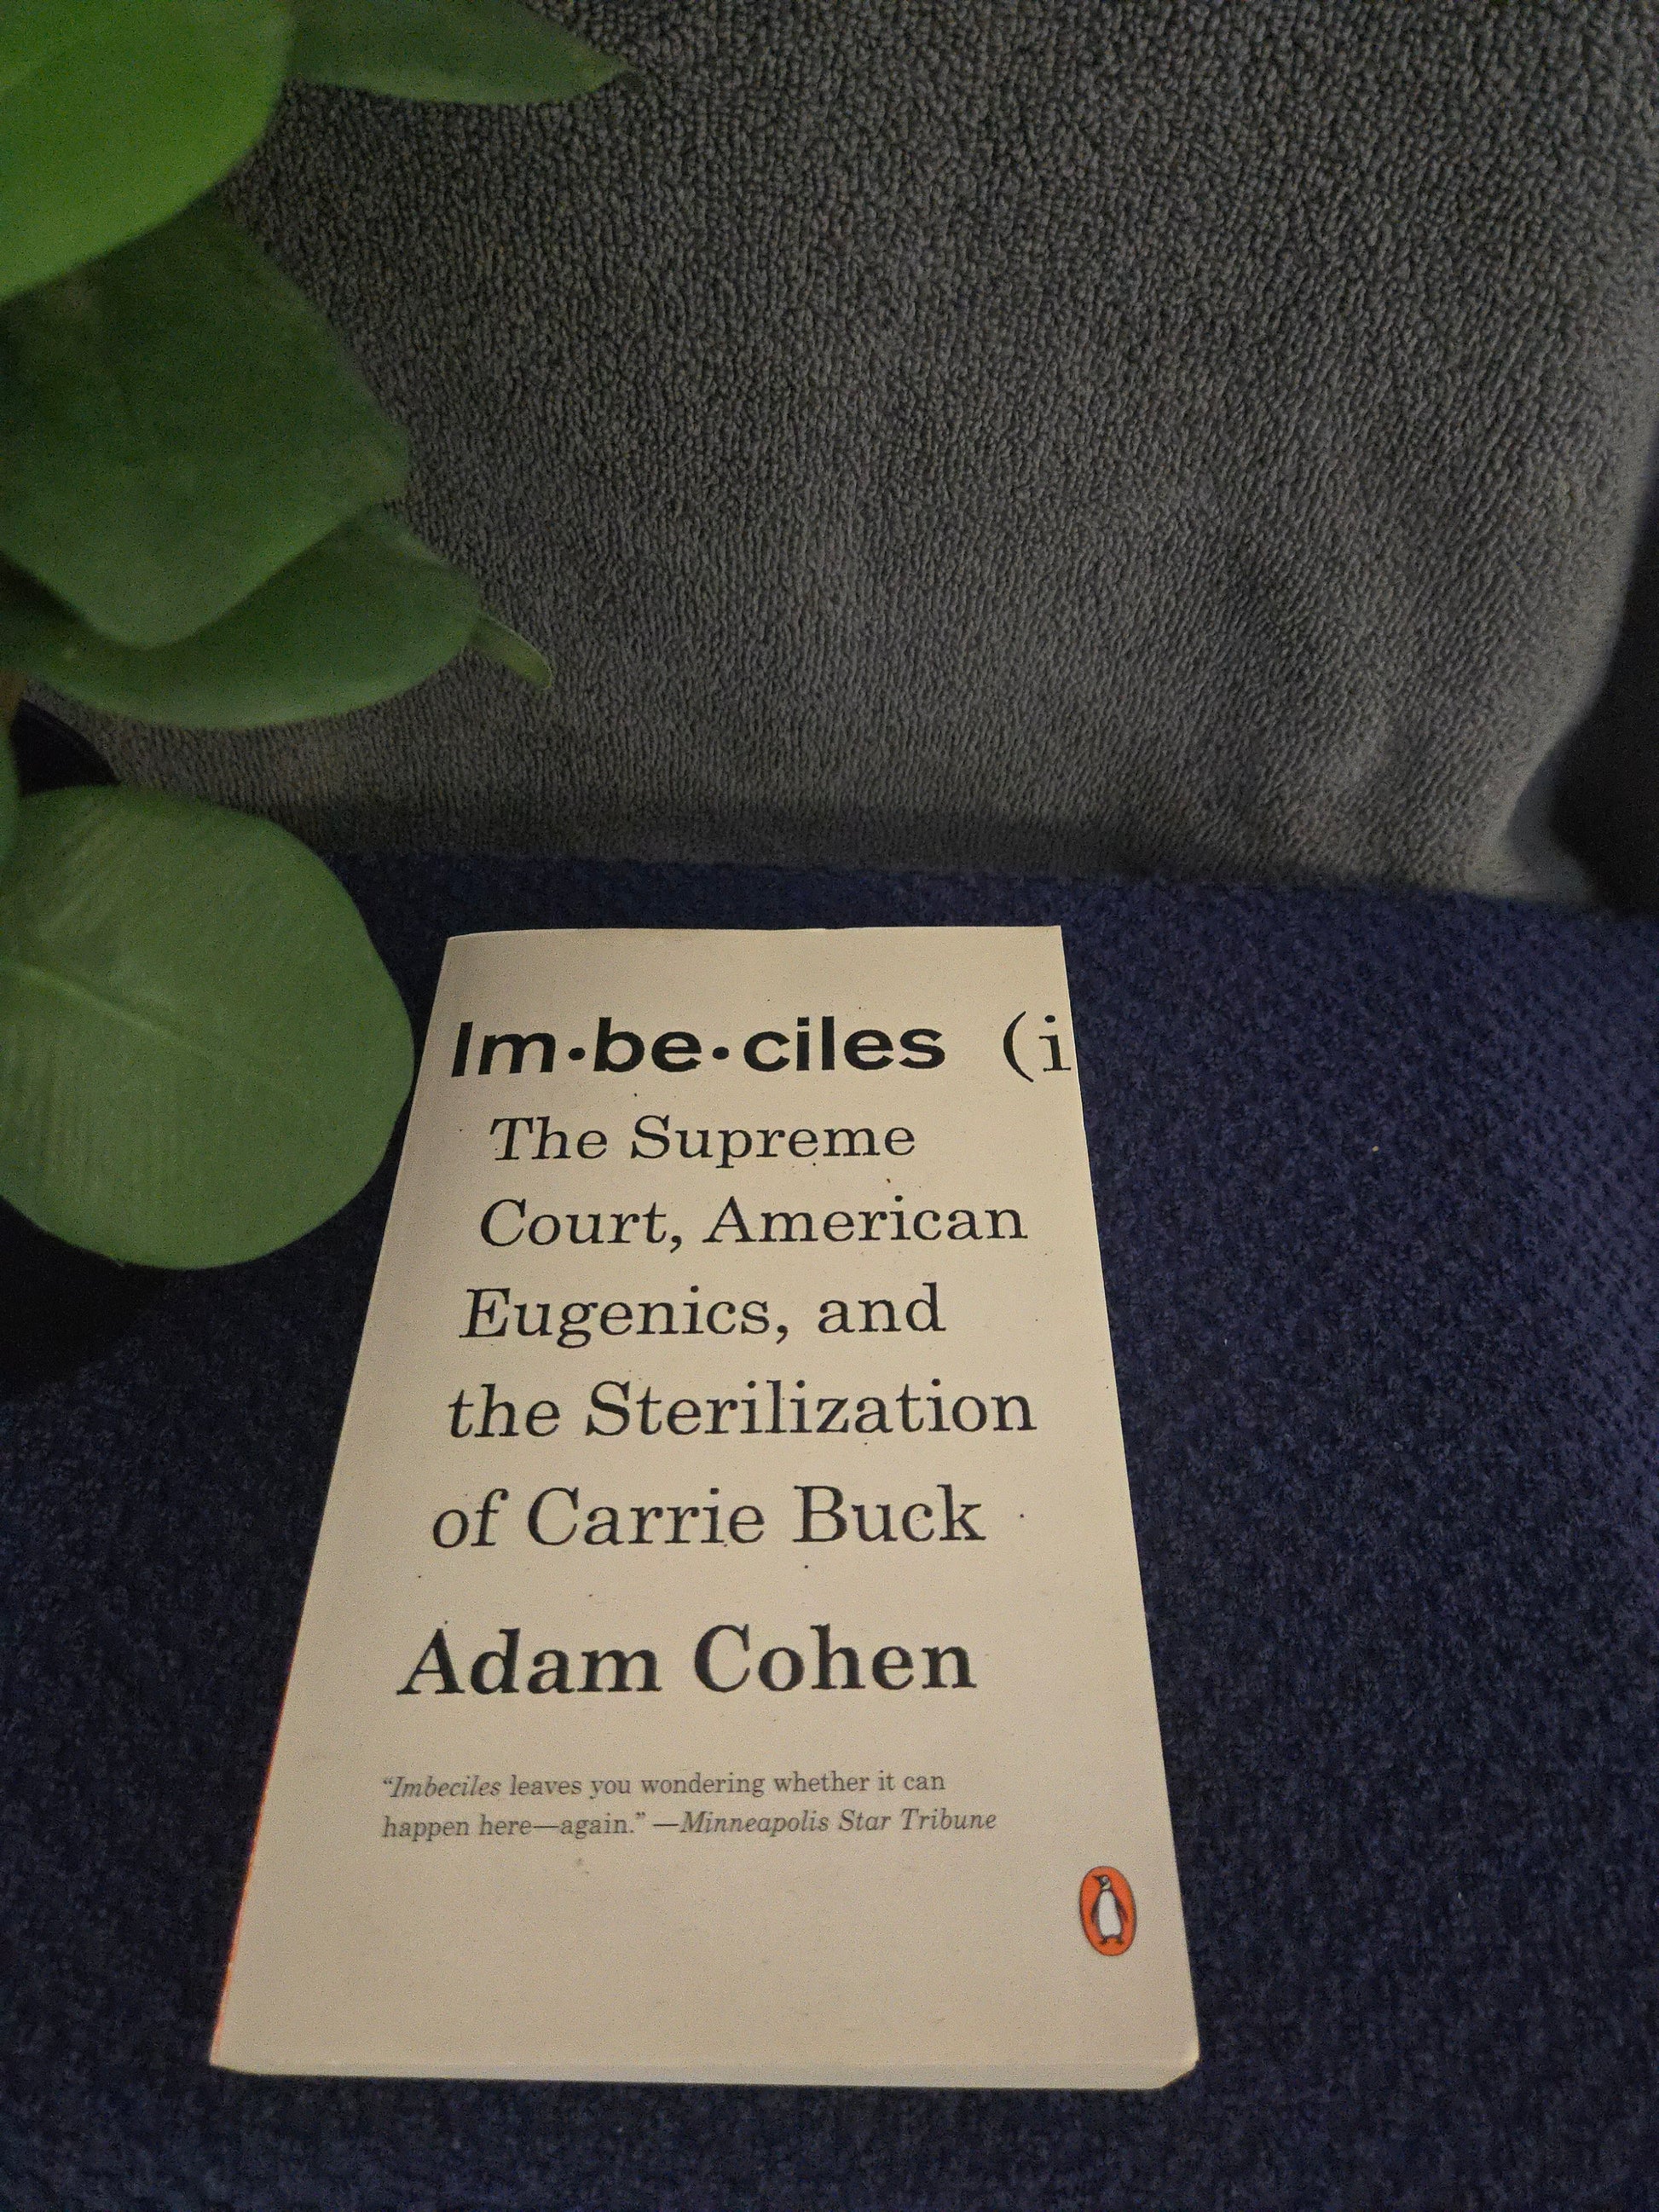 Im·be·ciles (i
The Supreme
Court, American
Eugenics, and
the Sterilization
of Carrie Buck
Adam Cohen
“Imbeciles leaves you wondering whether it can
happen here—again.” —Minneapolis Star Tribune